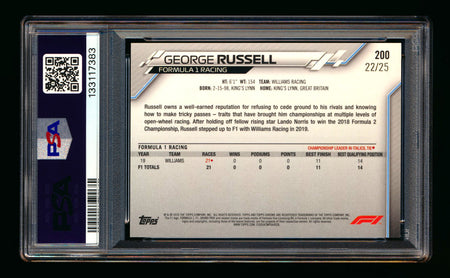 GEORGE RUSSELL
FORMULA 1 RACING
200
22/25
HT: 6'1" WT: 154 TEAM: WILLIAMS RACING
BORN: 2-15-98, KING'S LYNN HOME: KING'S LYNN, GREAT BRITAIN
Russell owns a well-earned reputation for refusing to cede ground to his rivals and knowing
how to make tricky passes – traits that have brought him championships at multiple levels of
open-wheel racing. After holding off fellow rising star Lando Norris to win the 2018 Formula 2
Championship, Russell stepped up to F1 with Williams Racing in 2019.
FORMULA 1 RACING CHAMPIONSHIP LEADER IN ITALICS, TIE
YEAR TEAM RACES WINS PODIUMS POINTS BEST FINISH BEST QUALIFYING POSITION
19 WILLIAMS 21 0 0 0 11 14
F1 TOTALS 21 0 0 0 11 14
Topps
F1
PSA
PSA
133117383